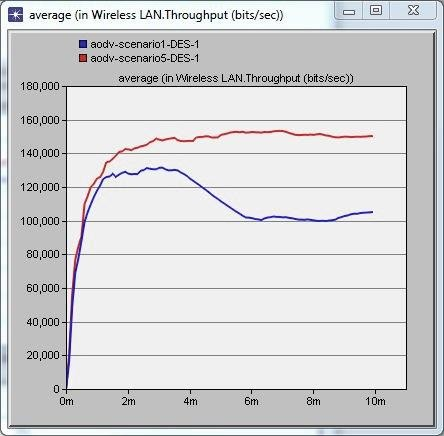 average (in Wireless LAN.Throughput (bits/sec))
aodv-scenario1-DES-1
aodv-scenario5-DES-1
average (in Wireless LAN.Throughput (bits/sec))
180,000
160,000
140,000
120,000
100,000
80,000
60,000
40,000
20,000
0
0m 2m 4m 6m 8m 10m